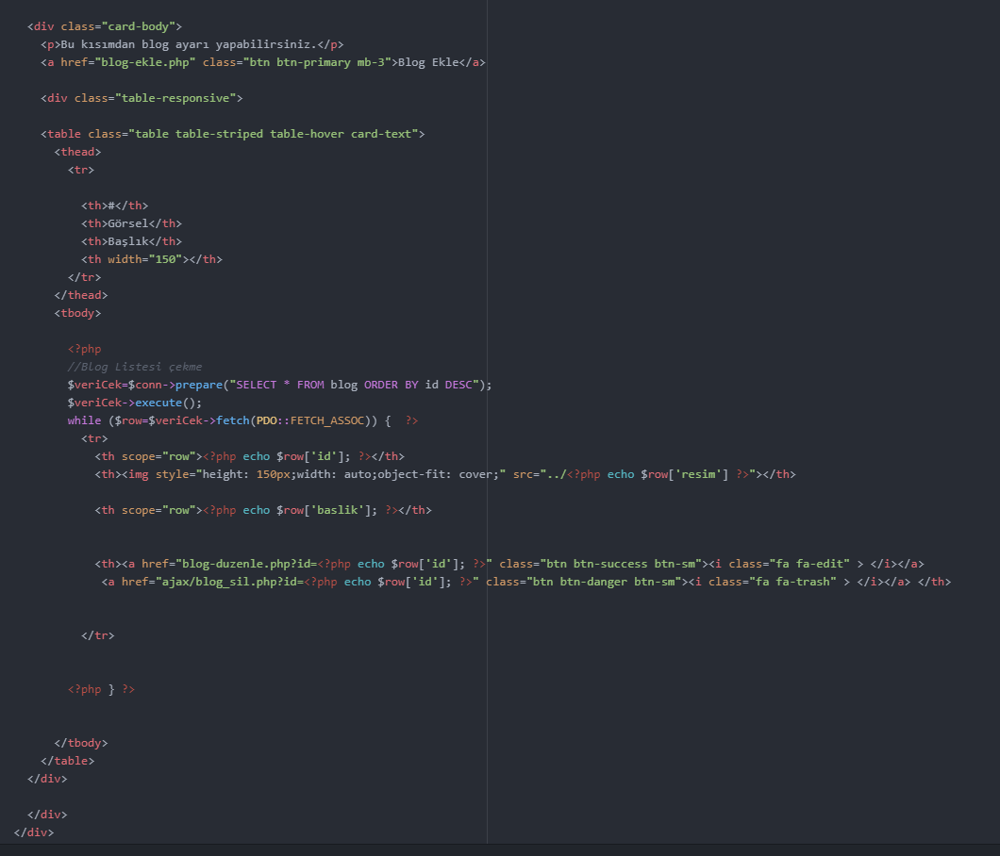 <div class="card-body">
<p>Bu kısımdan blog ayarı yapabilirsiniz.</p>
<a href="blog-ekle.php" class="btn btn-primary mb-3">Blog Ekle</a>
<div class="table-responsive">
<table class="table table-striped table-hover card-text">
<thead>
<tr>
<th>#</th>
<th>Görsel</th>
<th>Başlık</th>
<th width="150"></th>
</tr>
</thead>
<tbody>
<?php
//Blog Listesi çekme
$veriCek=$conn->prepare("SELECT * FROM blog ORDER BY id DESC");
$veriCek->execute();
while ($row=$veriCek->fetch(PDO::FETCH_ASSOC)) {  ?>
<tr>
<th scope="row"><?php echo $row['id']; ?></th>
<th><img style="height: 150px;width: auto;object-fit: cover;" src="../<?php echo $row['resim'] ?>"></th>
<th scope="row"><?php echo $row['baslik']; ?></th>
<th><a href="blog-duzenle.php?id=<?php echo $row['id']; ?>" class="btn btn-success btn-sm"><i class="fa fa-edit" > </i></a>
<a href="ajax/blog_sil.php?id=<?php echo $row['id']; ?>" class="btn btn-danger btn-sm"><i class="fa fa-trash" > </i></a> </th>
</tr>
<?php } ?>
</tbody>
</table>
</div>
</div>
</div>